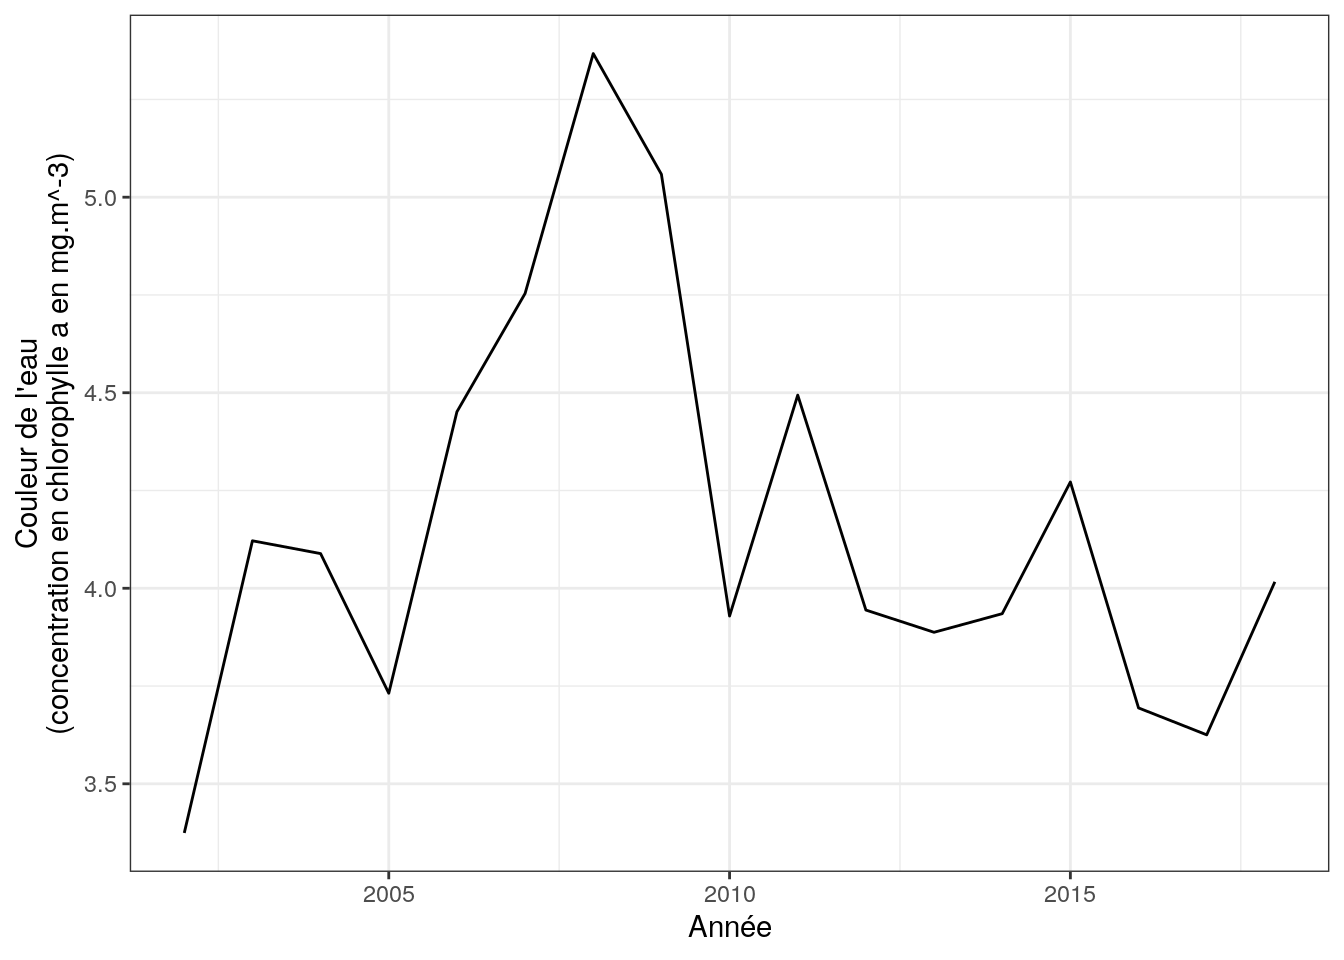 Couleur de l'eau
(concentration en chlorophylle a en mg.m^-3)
5.0
4.5
4.0
3.5
2005
2010
2015
Année